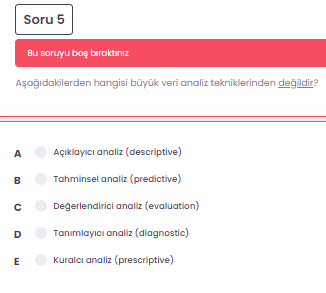 Soru 5
Bu soruyu boş bıraktınız
Aşağıdakilerden hangisi büyük veri analiz tekniklerinden değildir?
A Açıklayıcı analiz (descriptive)
B Tahminsel analiz (predictive)
C Değerlendirici analiz (evaluation)
D Tanımlayıcı analiz (diagnostic)
E Kuralcı analiz (prescriptive)